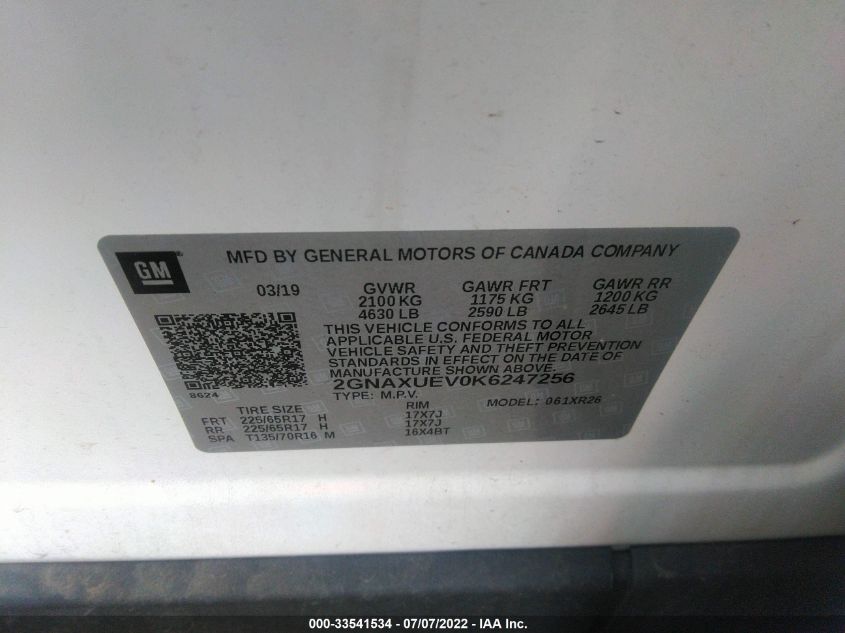 GM
MFD BY GENERAL MOTORS OF CANADA COMPANY
03/19 GVWR GAWR FRT GAWR RR
2100 KG 1175 KG 1200 KG
4630 LB 2590 LB 2645 LB
THIS VEHICLE CONFORMS TO ALL
APPLICABLE U.S. FEDERAL MOTOR
VEHICLE SAFETY AND THEFT PREVENTION
STANDARDS IN EFFECT ON THE DATE OF
MANUFACTURE SHOWN ABOVE.
8624
2GNAXUEV0K6247256
TYPE: M.P.V. MODEL: 061XR26
TIRE SIZE RIM
FRT 225/65R17 H 17X7J
RR 225/65R17 H 17X7J
SPA T135/70R16 M 16X4BT
000-33541534 - 07/07/2022 - IAA Inc.